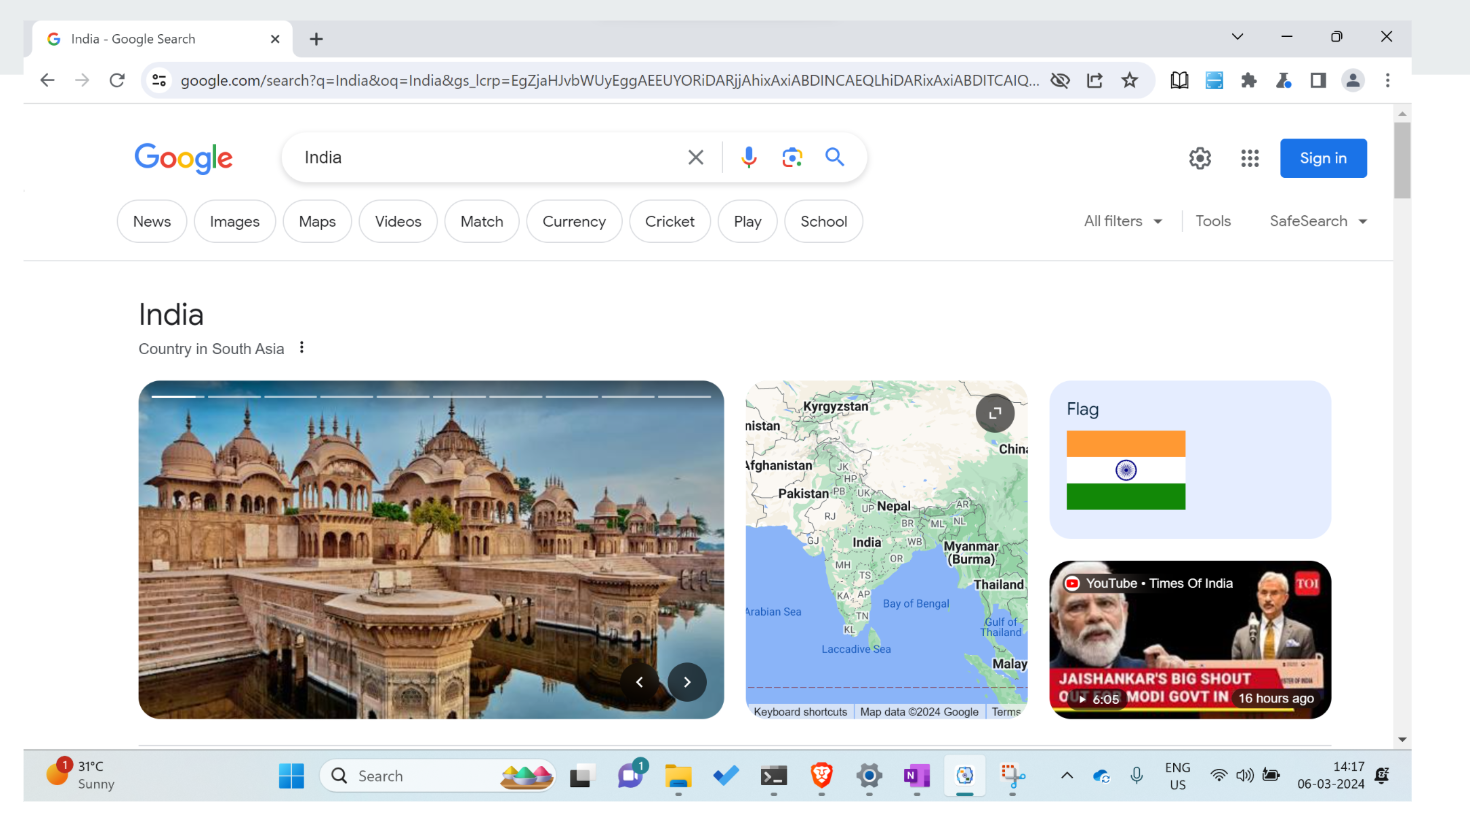 India - Google Search
google.com/search?q=India&oq=India&gs_lcrp=EgZjaHJvbWUyEggAEEUYORiDARjjAhixAxiABDINCAEQLhiDARixAxiABDITCAIQ...
Google
India
Sign in
News
Images
Maps
Videos
Match
Currency
Cricket
Play
School
All filters
Tools
SafeSearch
India
Country in South Asia
Kyrgyzstan
nistan
China
Afghanistan
JK
HP
Pakistan
PB
UK
RJ
UP
Nepal
AR
BR
ML
NL
GJ
India
WB
Myanmar
(Burma)
MH
OR
TS
Thailand
KA
AP
Arabian Sea
Bay of Bengal
TN
KL
Gulf of
Thailand
Laccadive Sea
Malay
Keyboard shortcuts
Map data ©2024 Google
Terms
Flag
YouTube • Times Of India
TOI
JAISHANKAR'S BIG SHOUT
MODI GOVT IN
6:05
16 hours ago
1
31°C
Sunny
Search
1
ENG
US
14:17
06-03-2024